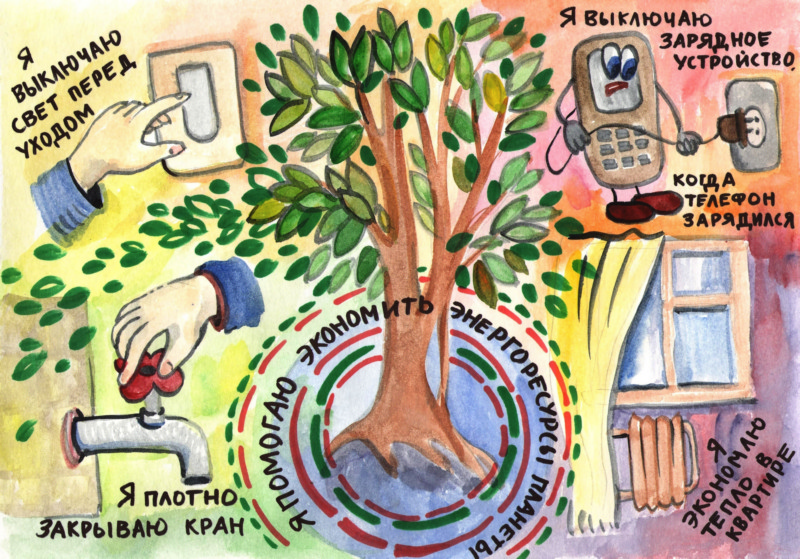 Я
ВЫКЛЮЧАЮ
СВЕТ ПЕРЕД
УХОДОМ
Я ВЫКЛЮЧАЮ
ЗАРЯДНОЕ
УСТРОЙСТВО,
КОГДА
ТЕЛЕФОН
ЗАРЯДИЛСЯ
Я ПОМОГАЮ ЭКОНОМИТЬ ЭНЕРГОРЕСУРСЫ ПЛАНЕТЫ
Я ПЛОТНО
ЗАКРЫВАЮ КРАН
Я
ЭКОНОМЛЮ
ТЕПЛО В
КВАРТИРЕ